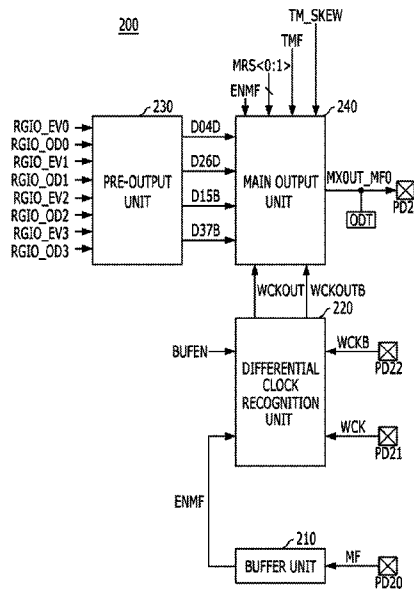 200
TM_SKEW
TMF
MRS<0:1>
ENMF
230
240
RGIO_EV0
RGIO_OD0
RGIO_EV1
RGIO_OD1
RGIO_EV2
RGIO_OD2
RGIO_EV3
RGIO_OD3
PRE-OUTPUT
UNIT
D04D
D26D
D15B
D37B
MAIN OUTPUT
UNIT
MXOUT_MF0
ODT
WCKOUT
WCKOUTB
220
BUFEN
DIFFERENTIAL
CLOCK
RECOGNITION
UNIT
WCKB
PD22
WCK
PD21
ENMF
210
BUFFER UNIT
MF
PD20